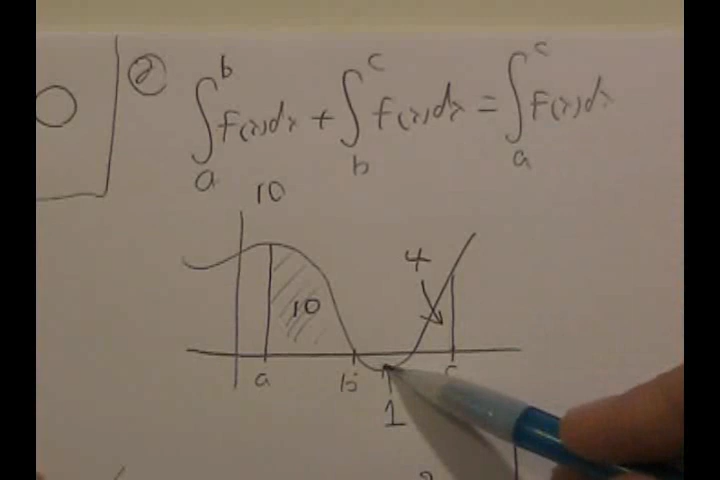 ② ∫_a^b f(x)dx + ∫_b^c f(x)dx = ∫_a^c f(x)dx
10
4
10
a b c
1